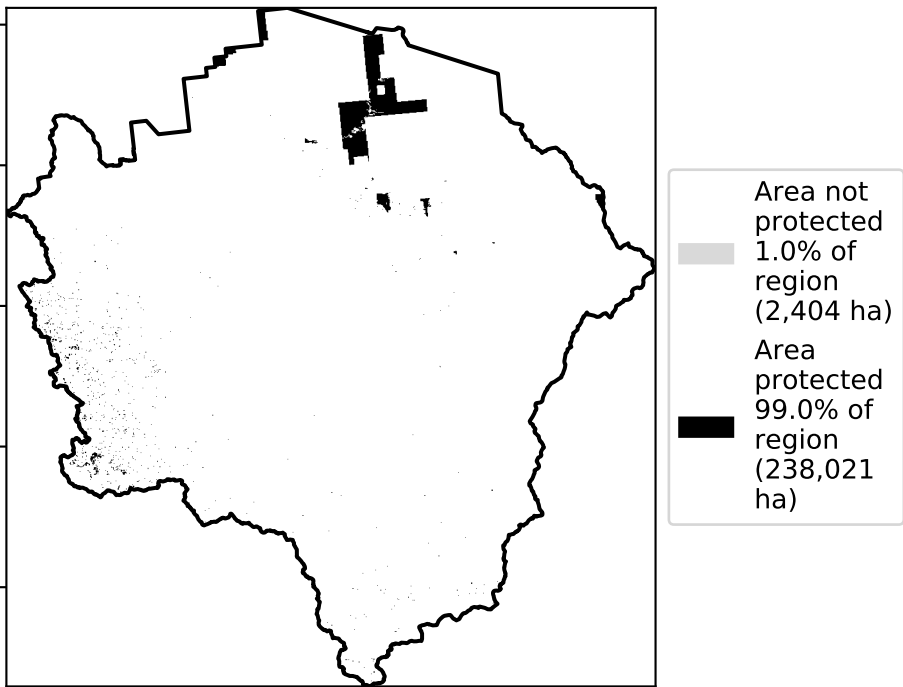 Area not
protected
1.0% of
region
(2,404 ha)
Area
protected
99.0% of
region
(238,021
ha)